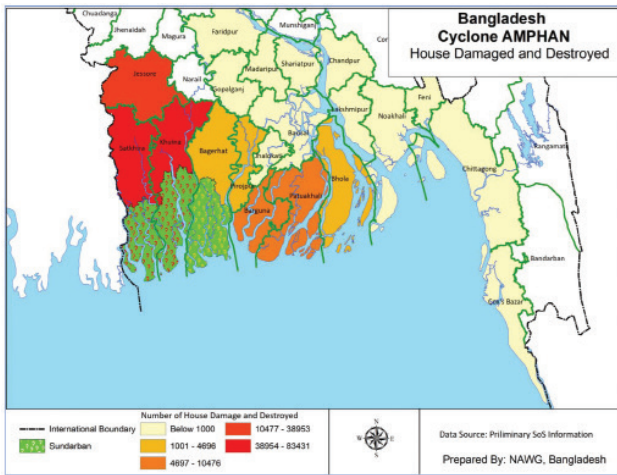 Bangladesh
Cyclone AMPHAN
House Damaged and Destroyed
Chuadanga
Jhenaidah
Magura
Faridpur
Munshiganj
Shariatpur
Chandpur
Madaripur
Jessore
Narail
Gopalganj
Lakshmipur
Noakhali
Feni
Rangamati
Satkhira
Khulna
Bagerhat
Pirojpur
Jhalokati
Barisal
Bhola
Chittagong
Barguna
Patuakhali
Bandarban
Cox's Bazar
International Boundary
Sundarban
Number of House Damage and Destroyed
Below 1000
1001 - 4696
4697 - 10476
10477 - 38953
38954 - 83431
N
W
E
S
Data Source: Priliminary SoS Information
Prepared By: NAWG, Bangladesh